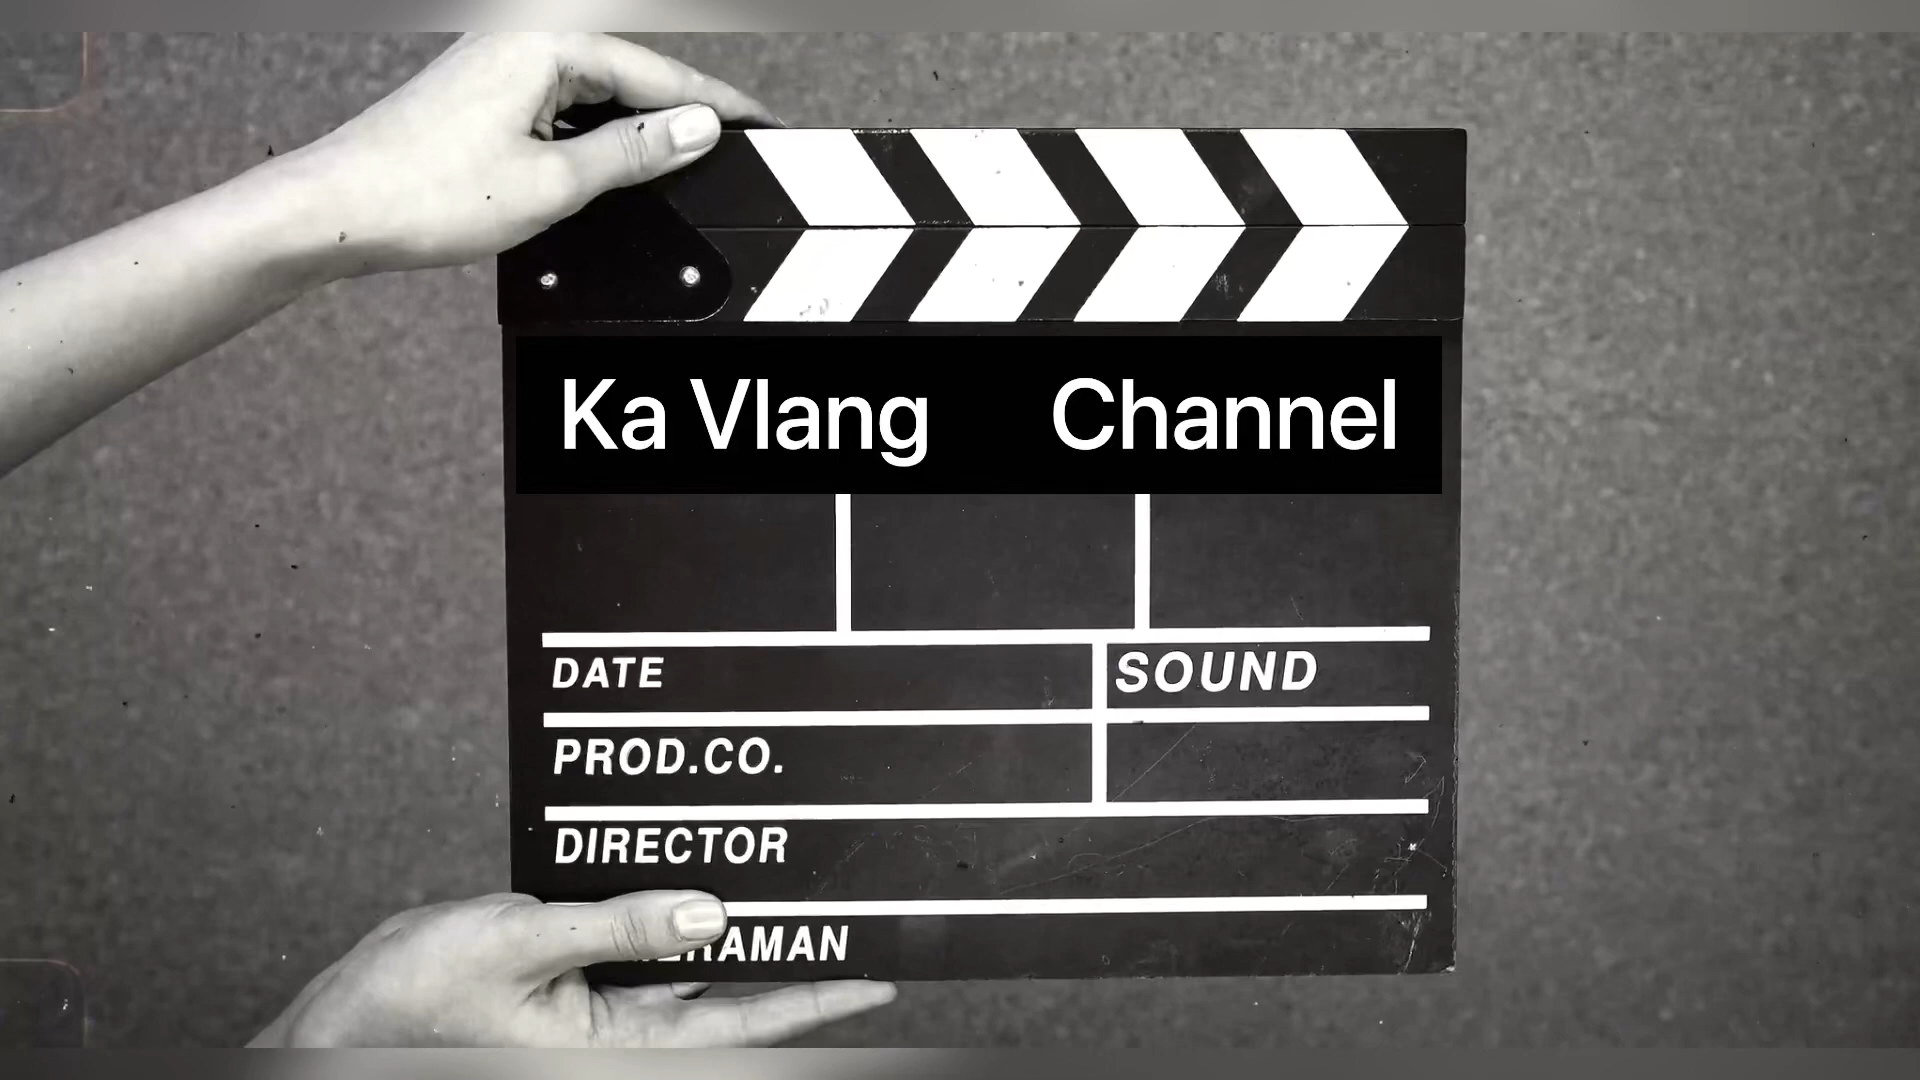 Ka Vlang Channel
DATE SOUND
PROD.CO.
DIRECTOR